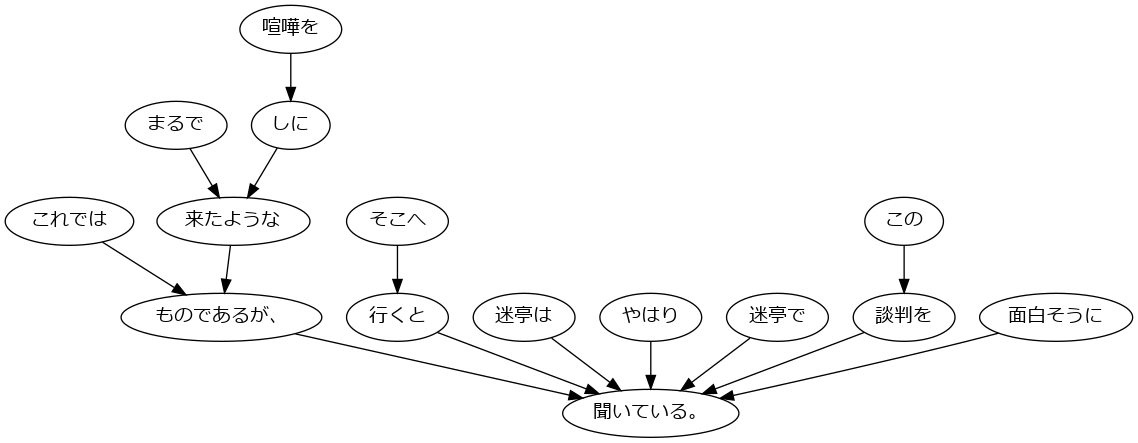 喧嘩を
まるで
しに
これでは
来たような
そこへ
この
ものであるが、
行くと
迷亭は
やはり
迷亭で
談判を
面白そうに
聞いている。